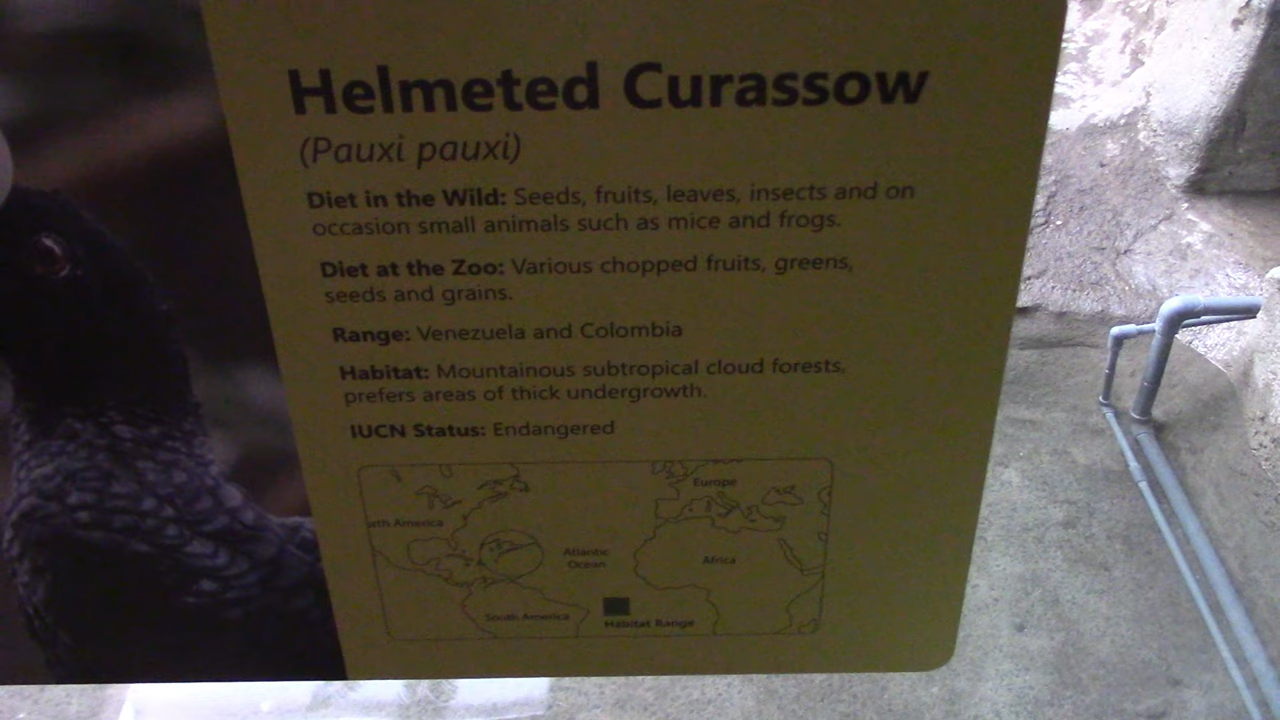 Helmeted Curassow
(Pauxi pauxi)
Diet in the Wild: Seeds, fruits, leaves, insects and on
occasion small animals such as mice and frogs.
Diet at the Zoo: Various chopped fruits, greens,
seeds and grains.
Range: Venezuela and Colombia
Habitat: Mountainous subtropical cloud forests,
prefers areas of thick undergrowth.
IUCN Status: Endangered
Europe
orth America
Atlantic
Ocean
Africa
South America
Habitat Range